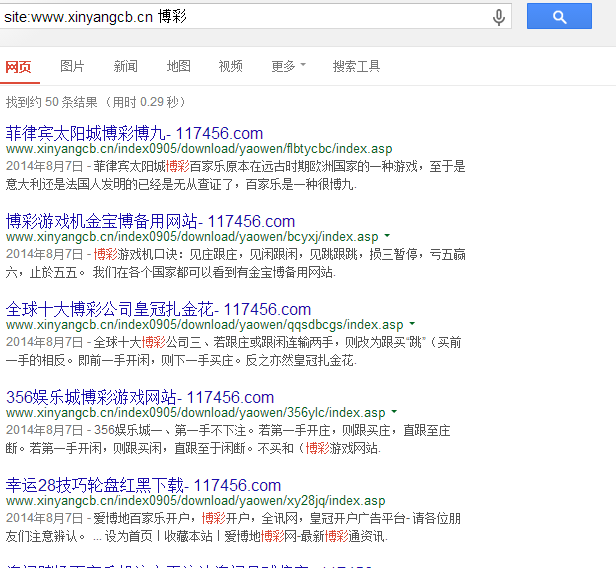 site:www.xinyangcb.cn 博彩
网页 图片 新闻 地图 视频 更多 搜索工具
找到约 50 条结果 （用时 0.29 秒）
菲律宾太阳城博彩博九- 117456.com
www.xinyangcb.cn/index0905/download/yaowen/flbtycbc/index.asp
2014年8月7日 - 菲律宾太阳城博彩百家乐原本在远古时期欧洲国家的一种游戏，至于是
意大利还是法国人发明的已经是无从查证了，百家乐是一种很博九.
博彩游戏机金宝博备用网站- 117456.com
www.xinyangcb.cn/index0905/download/yaowen/bcyxj/index.asp
2014年8月7日 - 博彩游戏机口诀：见庄跟庄，见闲跟闲，见跳跟跳，损三暂停，亏五赢
六，止於五五。 我们在各个国家都可以看到有金宝博备用网站.
全球十大博彩公司皇冠扎金花- 117456.com
www.xinyangcb.cn/index0905/download/yaowen/qqsdbcgs/index.asp
2014年8月7日 - 全球十大博彩公司三、若跟庄或跟闲连输两手，则改为跟买“跳”（买前
一手的相反。即前一手开闲，则下一手买庄。反之亦然皇冠扎金花.
356娱乐城博彩游戏网站- 117456.com
www.xinyangcb.cn/index0905/download/yaowen/356ylc/index.asp
2014年8月7日 - 356娱乐城一、第一手不下注。若第一手开庄，则跟买庄，直跟至庄
断。若第一手开闲，则跟买闲，直跟至于闲断。不买和（博彩游戏网站.
幸运28技巧轮盘红黑下载- 117456.com
www.xinyangcb.cn/index0905/download/yaowen/xy28jq/index.asp
2014年8月7日 - 爱博地百家乐开户，博彩开户，全讯网，皇冠开户广告平台- 请各位朋
友们注意辨认。 ... 设为首页丨收藏本站丨爱博地博彩网-最新博彩通资讯.